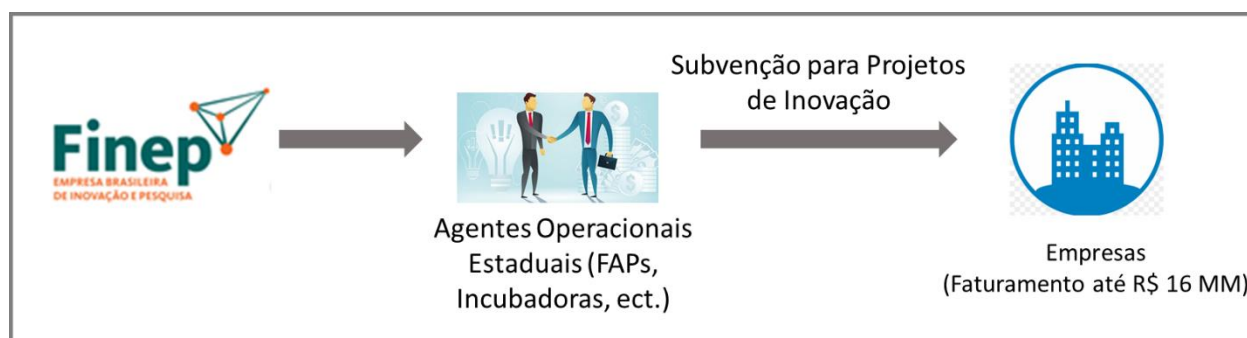 Finep
EMPRESA BRASILEIRA
DE INOVAÇÃO E PESQUISA
Agentes Operacionais
Estaduais (FAPs,
Incubadoras, ect.)
Subvenção para Projetos
de Inovação
Empresas
(Faturamento até R$ 16 MM)